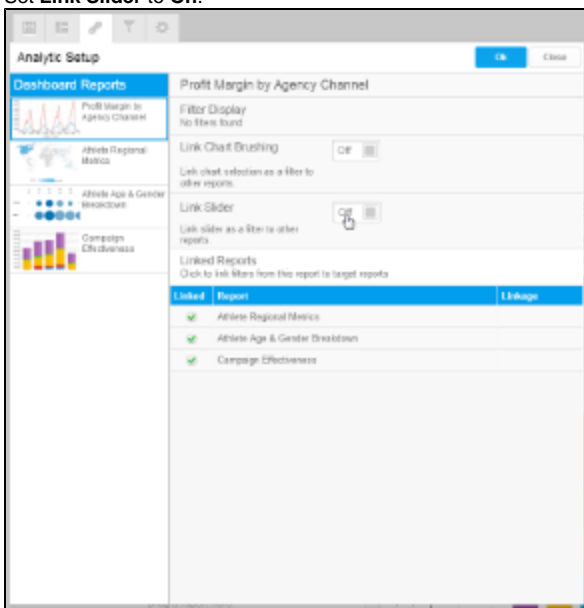 Set Link Slider to On.
Analytic Setup
Ok
Close
Dashboard Reports
Profit Margin by
Agency Channel
Athlete Regional
Metrics
Athlete Age & Gender
Breakdown
Campaign
Effectiveness
Profit Margin by Agency Channel
Filter Display
No filters found
Link Chart Brushing
Off
Link chart selection as a filter to
other reports.
Link Slider
Off
Link slider as a filter to other
reports.
Linked Reports
Click to link filters from this report to target reports
Linked Report Linkage
Athlete Regional Metrics
Athlete Age & Gender Breakdown
Campaign Effectiveness